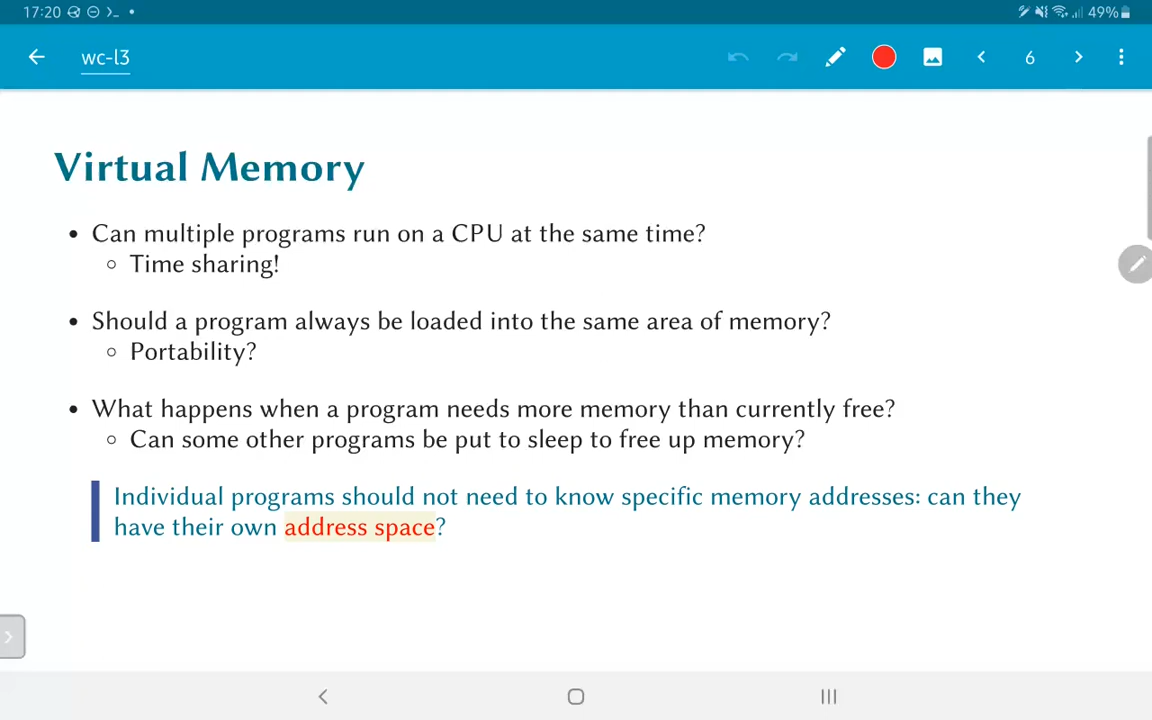 17:20
49%
wc-l3
6
Virtual Memory
• Can multiple programs run on a CPU at the same time?
◦ Time sharing!
• Should a program always be loaded into the same area of memory?
◦ Portability?
• What happens when a program needs more memory than currently free?
◦ Can some other programs be put to sleep to free up memory?
Individual programs should not need to know specific memory addresses: can they
have their own address space?